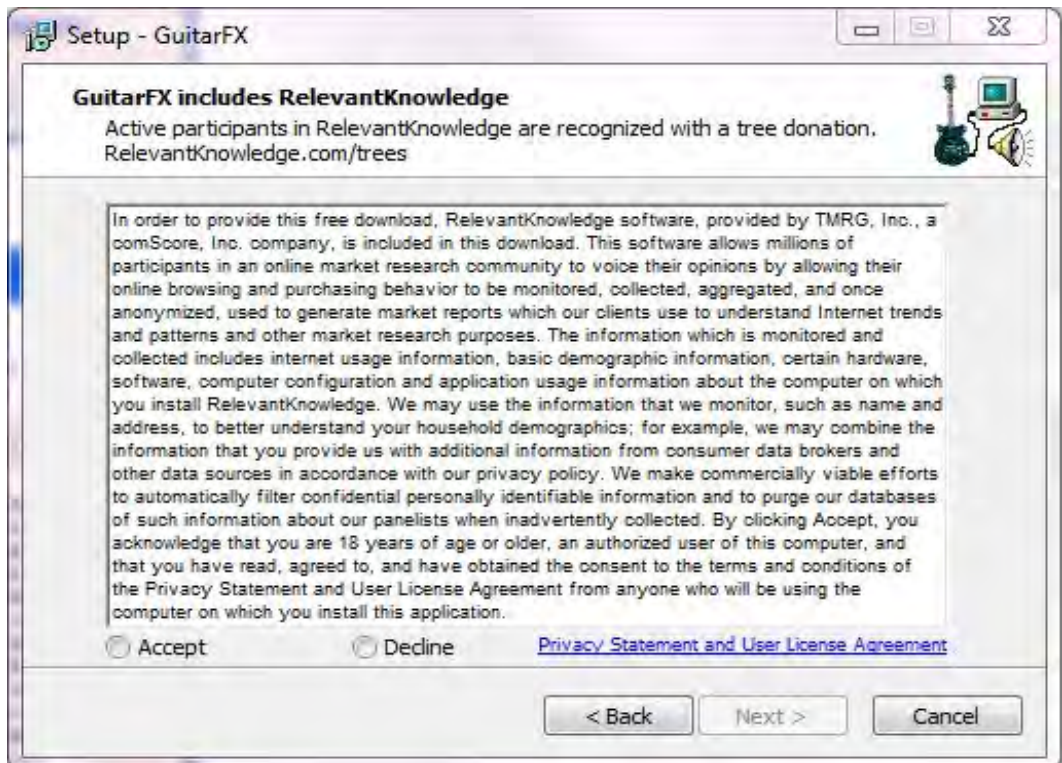 Setup - GuitarFX
GuitarFX includes RelevantKnowledge
Active participants in RelevantKnowledge are recognized with a tree donation.
RelevantKnowledge.com/trees
In order to provide this free download, RelevantKnowledge software, provided by TMRG, Inc., a
comScore, Inc. company, is included in this download. This software allows millions of
participants in an online market research community to voice their opinions by allowing their
online browsing and purchasing behavior to be monitored, collected, aggregated, and once
anonymized, used to generate market reports which our clients use to understand Internet trends
and patterns and other market research purposes. The information which is monitored and
collected includes internet usage information, basic demographic information, certain hardware,
software, computer configuration and application usage information about the computer on which
you install RelevantKnowledge. We may use the information that we monitor, such as name and
address, to better understand your household demographics; for example, we may combine the
information that you provide us with additional information from consumer data brokers and
other data sources in accordance with our privacy policy. We make commercially viable efforts
to automatically filter confidential personally identifiable information and to purge our databases
of such information about our panelists when inadvertently collected. By clicking Accept, you
acknowledge that you are 18 years of age or older, an authorized user of this computer, and
that you have read, agreed to, and have obtained the consent to the terms and conditions of
the Privacy Statement and User License Agreement from anyone who will be using the
computer on which you install this application.
Accept Decline Privacy Statement and User License Agreement
< Back Next > Cancel